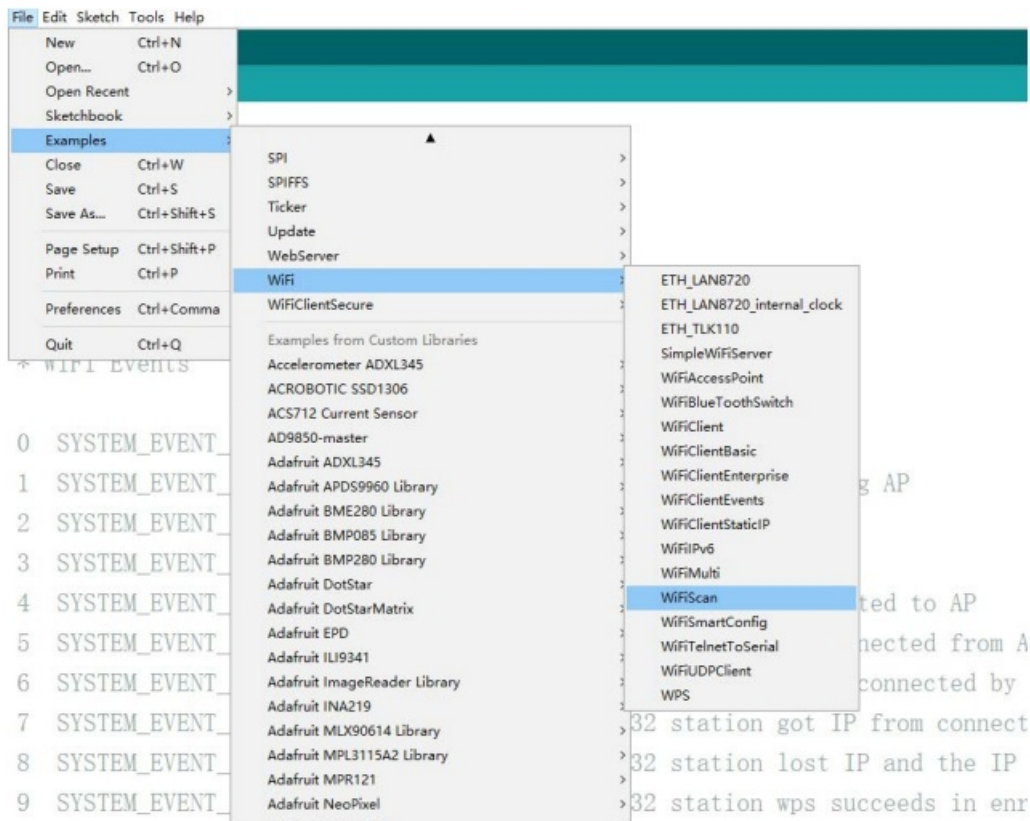 File Edit Sketch Tools Help
New Ctrl+N
Open... Ctrl+O
Open Recent
Sketchbook
Examples
Close Ctrl+W
Save Ctrl+S
Save As... Ctrl+Shift+S
Page Setup Ctrl+Shift+P
Print Ctrl+P
Preferences Ctrl+Comma
Quit Ctrl+Q
SPI
SPIFFS
Ticker
Update
WebServer
WiFi
WiFiClientSecure
Examples from Custom Libraries
Accelerometer ADXL345
ACROBOTIC SSD1306
ACS712 Current Sensor
AD9850-master
Adafruit ADXL345
Adafruit APDS9960 Library
Adafruit BME280 Library
Adafruit BMP085 Library
Adafruit BMP280 Library
Adafruit DotStar
Adafruit DotStarMatrix
Adafruit EPD
Adafruit ILI9341
Adafruit ImageReader Library
Adafruit INA219
Adafruit MLX90614 Library
Adafruit MPL3115A2 Library
Adafruit MPR121
Adafruit NeoPixel
ETH_LAN8720
ETH_LAN8720_internal_clock
ETH_TLK110
SimpleWiFiServer
WiFiAccessPoint
WiFiBlueToothSwitch
WiFiClient
WiFiClientBasic
WiFiClientEnterprise
WiFiClientEvents
WiFiClientStaticIP
WiFiIPv6
WiFiMulti
WiFiScan
WiFiSmartConfig
WiFiTelnetToSerial
WiFiUDPClient
WPS
* WiFi Events
0 SYSTEM_EVENT_
1 SYSTEM_EVENT_ g AP
2 SYSTEM_EVENT_
3 SYSTEM_EVENT_
4 SYSTEM_EVENT_ ted to AP
5 SYSTEM_EVENT_ nected from A
6 SYSTEM_EVENT_ connected by
7 SYSTEM_EVENT_ 32 station got IP from connect
8 SYSTEM_EVENT_ 32 station lost IP and the IP
9 SYSTEM_EVENT_ 32 station wps succeeds in enr